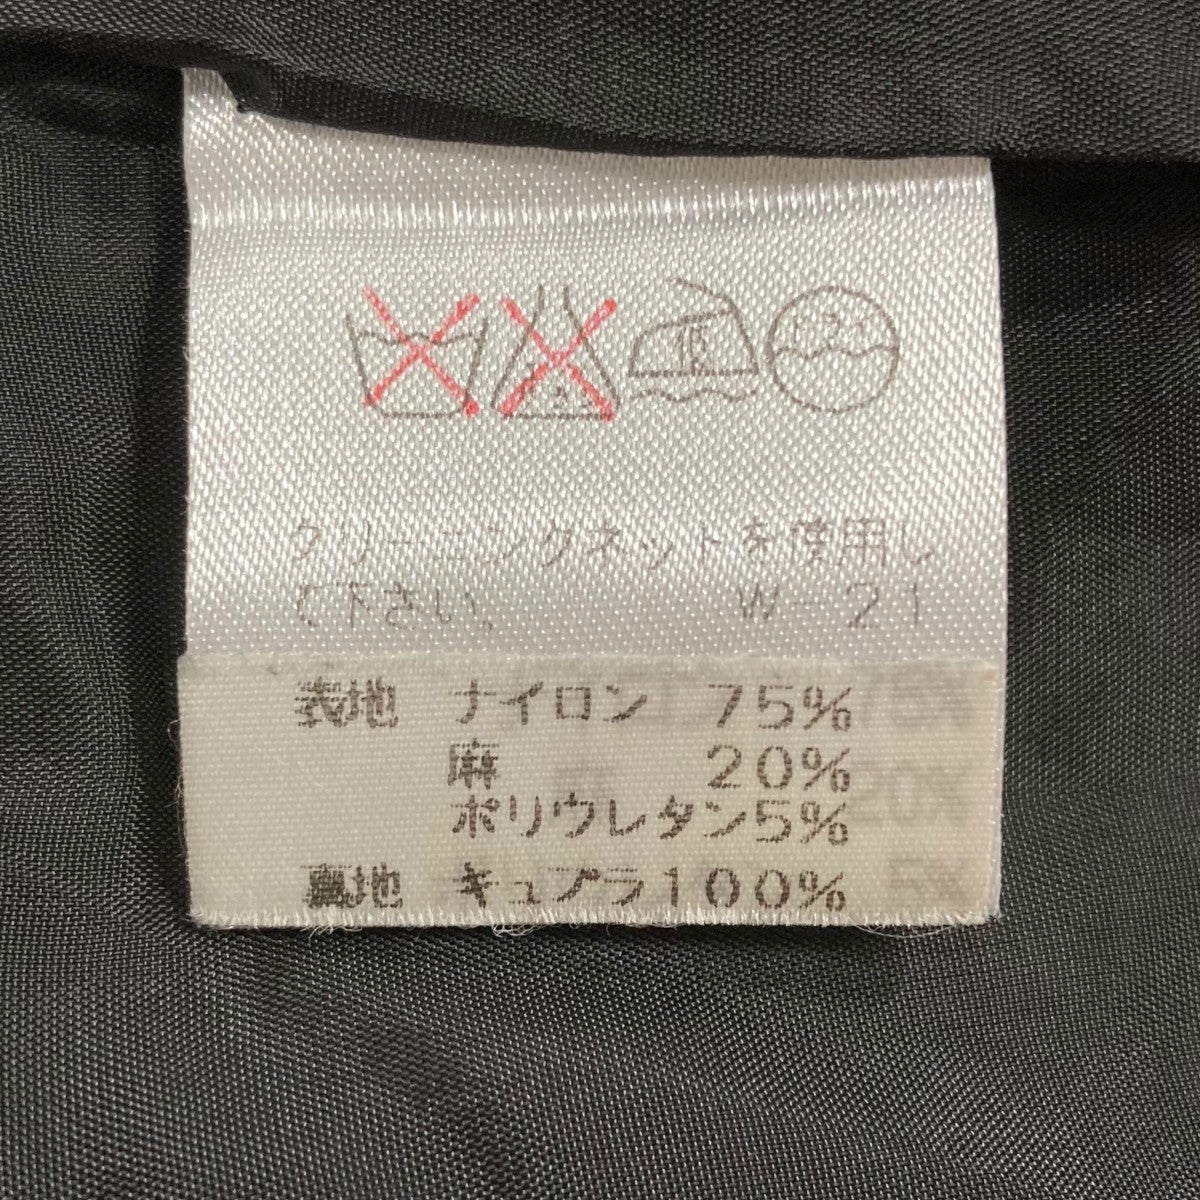 クリーニングネットを使用し
て下さい。 W-21
表地 ナイロン 75%
麻 20%
ポリウレタン5%
裏地 キュプラ100%